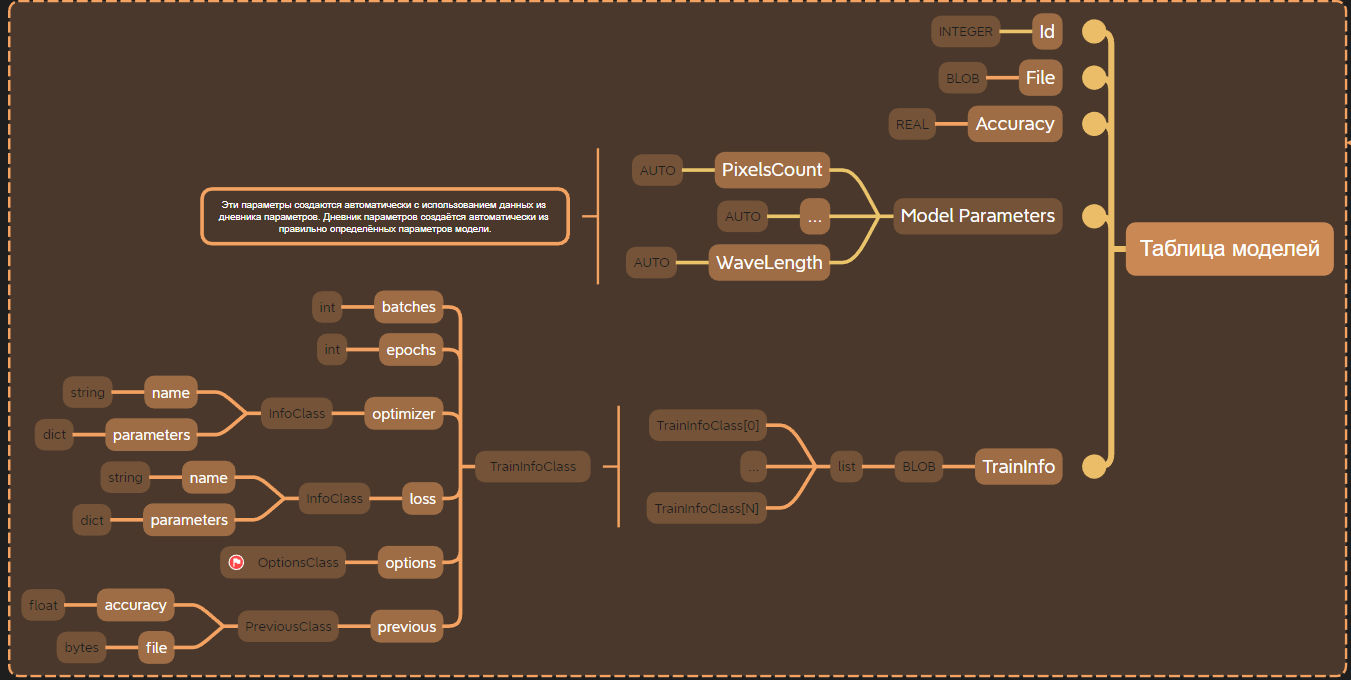 INTEGER Id
BLOB File
REAL Accuracy
AUTO PixelsCount
AUTO ... Model Parameters
AUTO WaveLength
Эти параметры создаются автоматически с использованием данных из
дневника параметров. Дневник параметров создаётся автоматически из
правильно определённых параметров модели.
Таблица моделей
int batches
int epochs
string name
InfoClass optimizer
dict parameters
string name
InfoClass loss
dict parameters
OptionsClass options
float accuracy
PreviousClass previous
bytes file
TrainInfoClass
TrainInfoClass[0]
... list BLOB TrainInfo
TrainInfoClass[N]